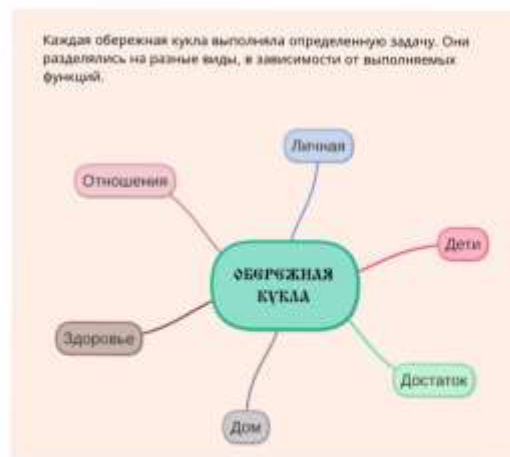 Каждая обережная кукла выполняла определенную задачу. Они
разделялись на разные виды, в зависимости от выполняемых
функций.
Личная
Отношения
Дети
ОБЕРЕЖНАЯ
КУКЛА
Здоровье
Достаток
Дом